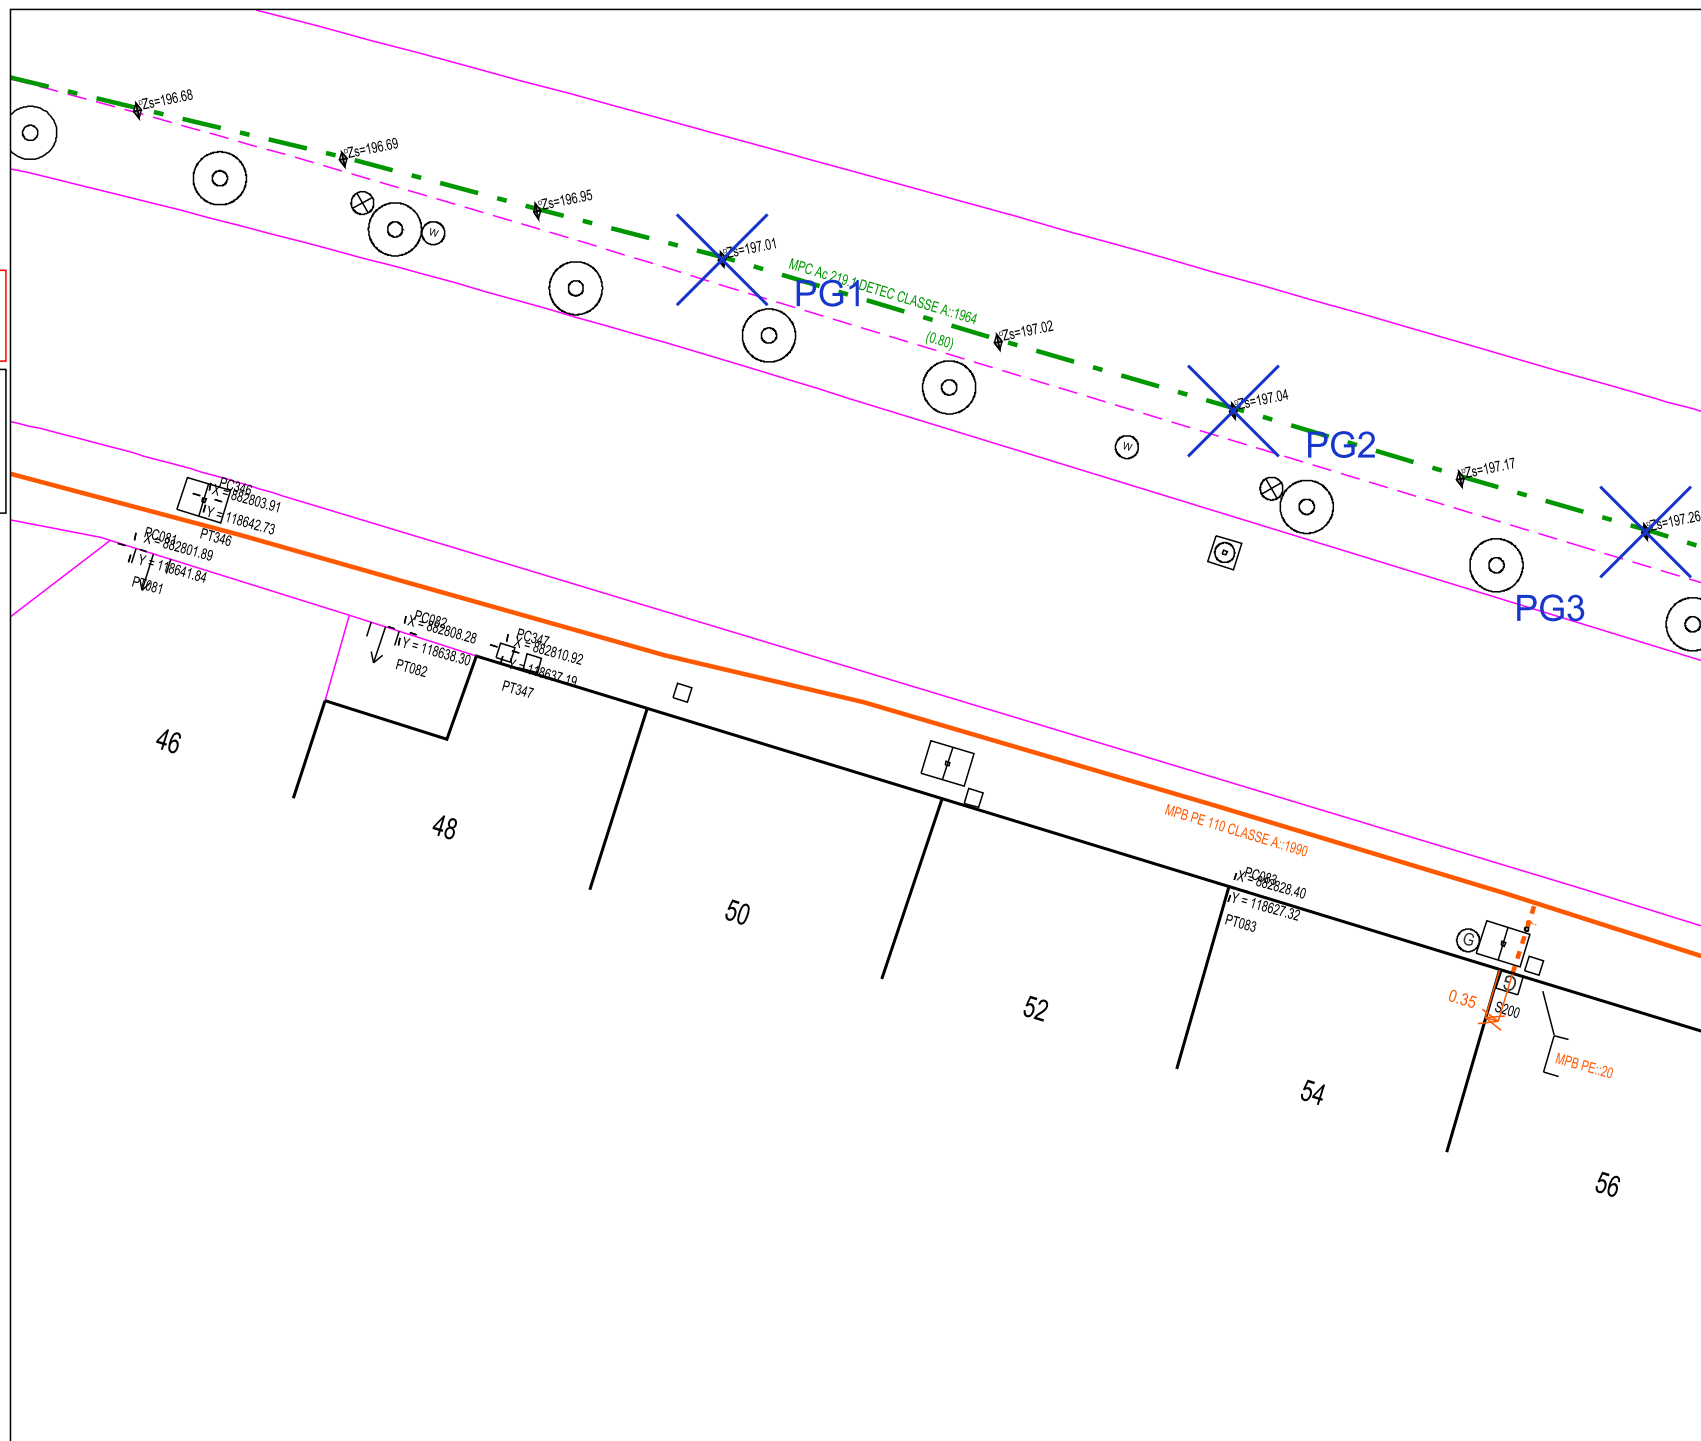 Zs=196.68
Zs=196.69
Zs=196.95
Zs=197.01
PG1
MPC Ac 219.1 DETEC CLASSE A::1964
(0.80)
Zs=197.02
Zs=197.04
PG2
Zs=197.17
Zs=197.26
PG3
W
W
PC346
X = 882803.91
Y = 118642.73
PT346
PC081
X = 882801.89
Y = 118641.84
PT081
PC082
X = 882808.28
Y = 118638.30
PT082
PC347
X = 882810.92
Y = 118637.19
PT347
46
48
50
MPB PE 110 CLASSE A::1990
PC083
X = 882828.40
Y = 118627.32
PT083
G
G
0.35
S200
52
MPB PE::20
54
56